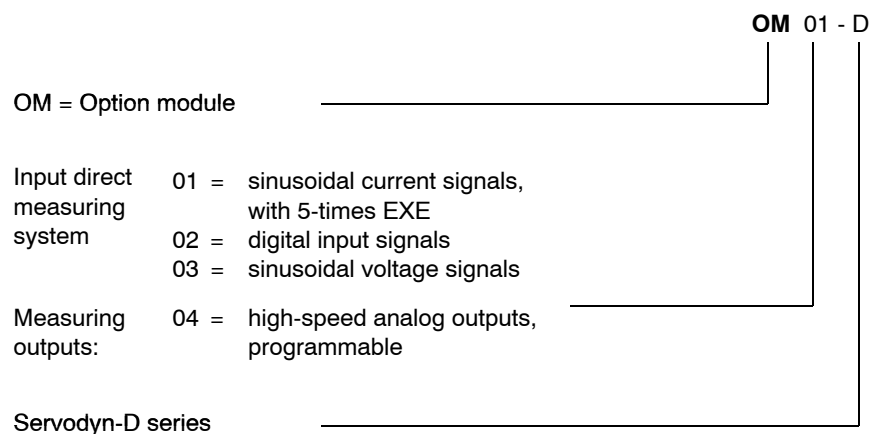 OM 01 - D
OM = Option module
Input direct measuring system
01 = sinusoidal current signals, with 5-times EXE
02 = digital input signals
03 = sinusoidal voltage signals
Measuring outputs:
04 = high-speed analog outputs, programmable
Servodyn-D series